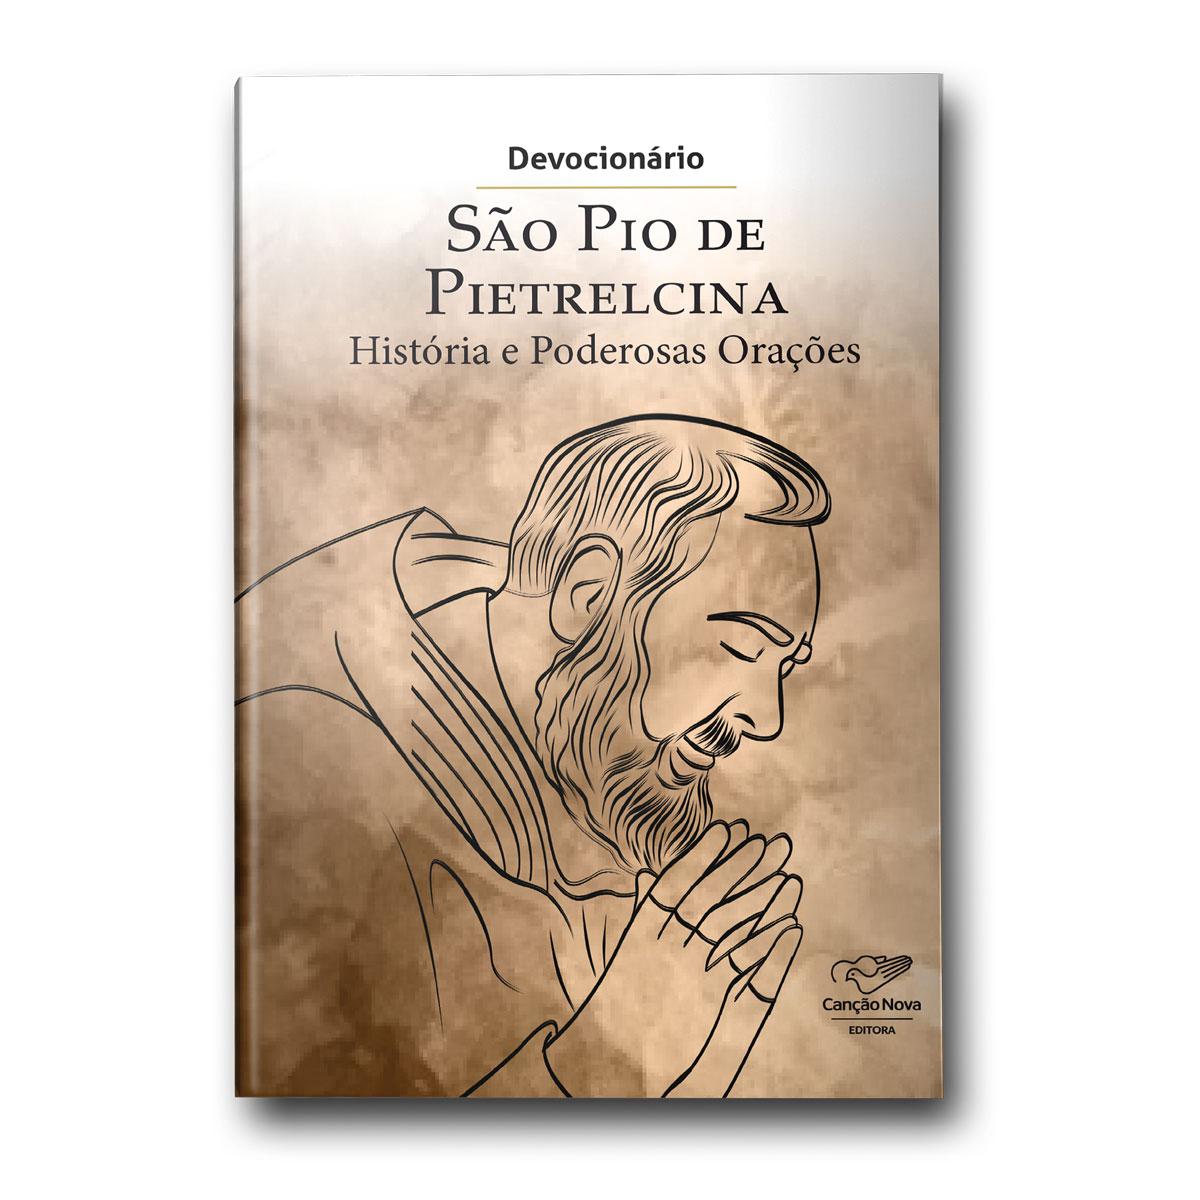 Devocionário
São Pio de
Pietrelcina
História e Poderosas Orações
Canção Nova
EDITORA